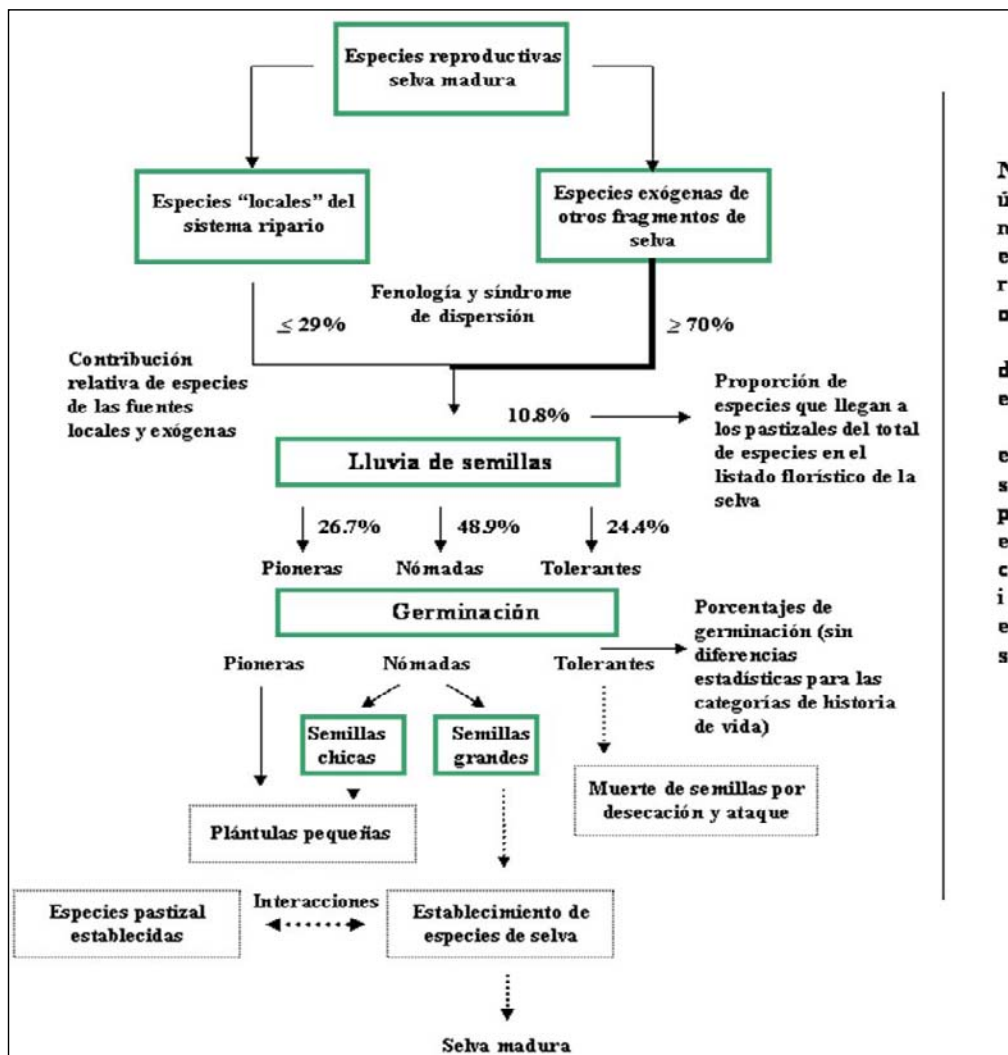 Especies reproductivas
selva madura
Especies “locales” del
sistema ripario
Especies exógenas de
otros fragmentos de
selva
Fenología y síndrome
de dispersión
≤ 29%
≥ 70%
Contribución
relativa de especies
de las fuentes
locales y exógenas
10.8%
Proporción de
especies que llegan a
los pastizales del total
de especies en el
listado florístico de la
selva
Lluvia de semillas
26.7%
48.9%
24.4%
Pioneras
Nómadas
Tolerantes
Germinación
Porcentajes de
germinación (sin
diferencias
estadísticas para las
categorías de historia
de vida)
Pioneras
Nómadas
Tolerantes
Semillas
chicas
Semillas
grandes
Muerte de semillas por
desecación y ataque
Plántulas pequeñas
Especies pastizal
establecidas
Interacciones
Establecimiento de
especies de selva
Selva madura
N
ú
m
e
r
o
d
e
e
s
p
e
c
i
e
s